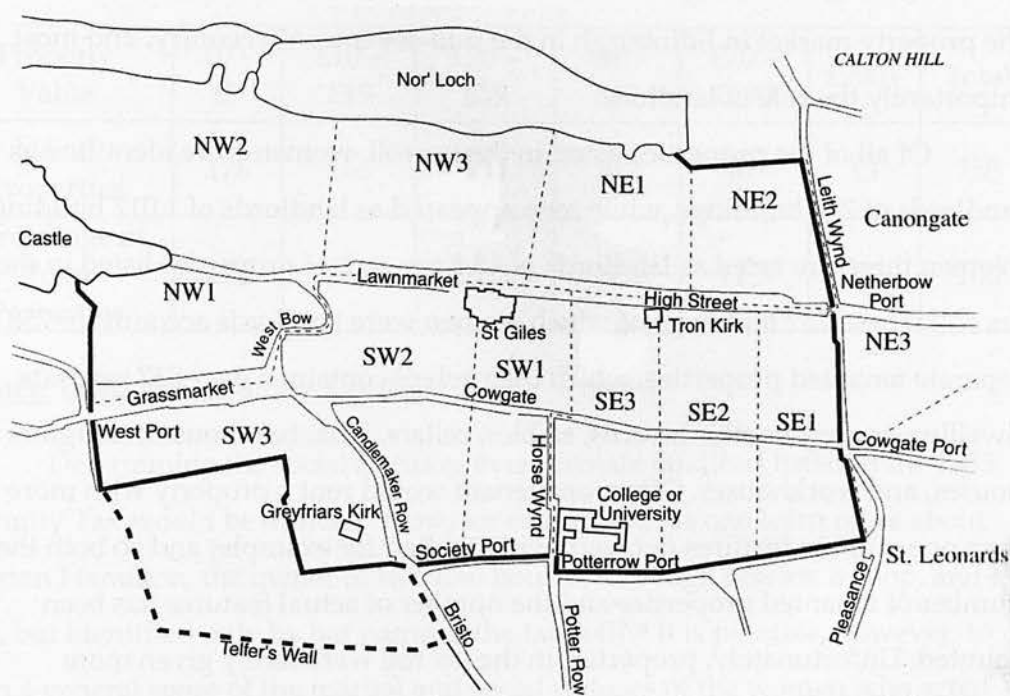 CALTON HILL
Nor' Loch
NW2
NW3
NE1
NE2
Leith Wynd
Canongate
Castle
NW1
Lawnmarket
High Street
Netherbow
Port
West Bow
St Giles
Tron Kirk
NE3
SW2
SW1
Grassmarket
Cowgate
SE3
SE2
SE1
West Port
SW3
Cowgate Port
Candlemaker Row
Horse Wynd
Greyfriars Kirk
College or
University
Society Port
Potterrow Port
St. Leonards
Pleasance
Bristo
Potter Row
Telfer's Wall